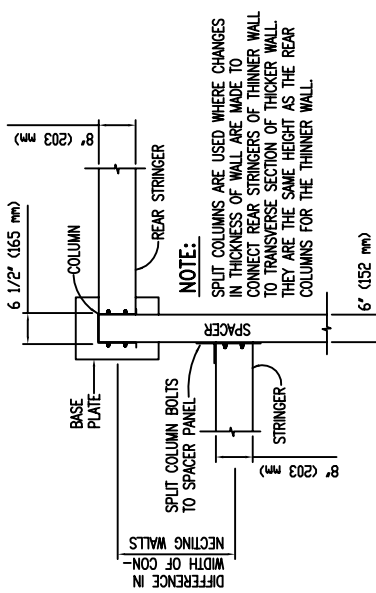 6 1/2" (165 mm)
8" (203 mm)
COLUMN
BASE
PLATE
REAR STRINGER
NOTE:
SPLIT COLUMNS ARE USED WHERE CHANGES
IN THICKNESS OF WALL ARE MADE TO
CONNECT REAR STRINGERS OF THINNER WALL
TO TRANSVERSE SECTION OF THICKER WALL.
THEY ARE THE SAME HEIGHT AS THE REAR
COLUMNS FOR THE THINNER WALL.
SPACER
SPLIT COLUMN BOLTS
TO SPACER PANEL
STRINGER
6" (152 mm)
8" (203 mm)
DIFFERENCE IN
WIDTH OF CON-
NECTING WALLS